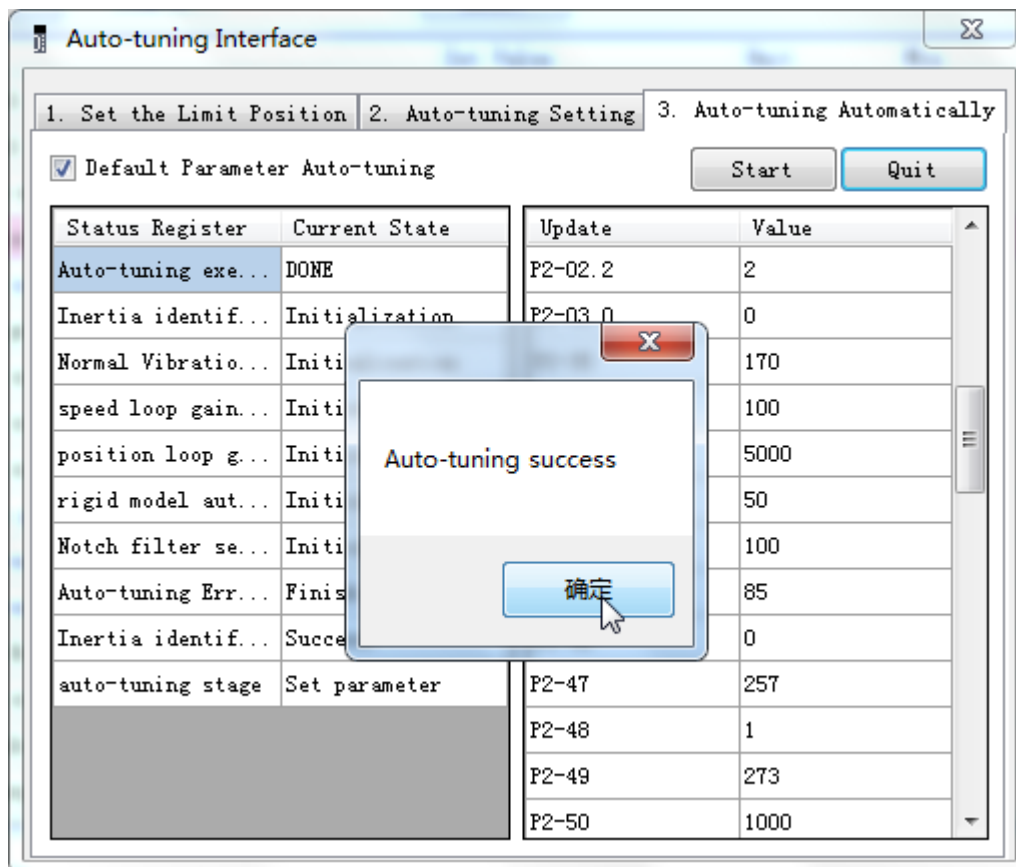 Auto-tuning Interface
1. Set the Limit Position 2. Auto-tuning Setting 3. Auto-tuning Automatically
Default Parameter Auto-tuning Start Quit
Status Register Current State Update Value
Auto-tuning exe... DONE P2-02.2 2
Inertia identif... Initialization P2-03.0 0
Normal Vibratio... Initi 170
speed loop gain... Initi 100
position loop g... Initi 5000
rigid model aut... Initi 50
Notch filter se... Initi 100
Auto-tuning Err... Finis 85
Inertia identif... Succe 0
auto-tuning stage Set parameter P2-47 257
P2-48 1
P2-49 273
P2-50 1000
Auto-tuning success
确定